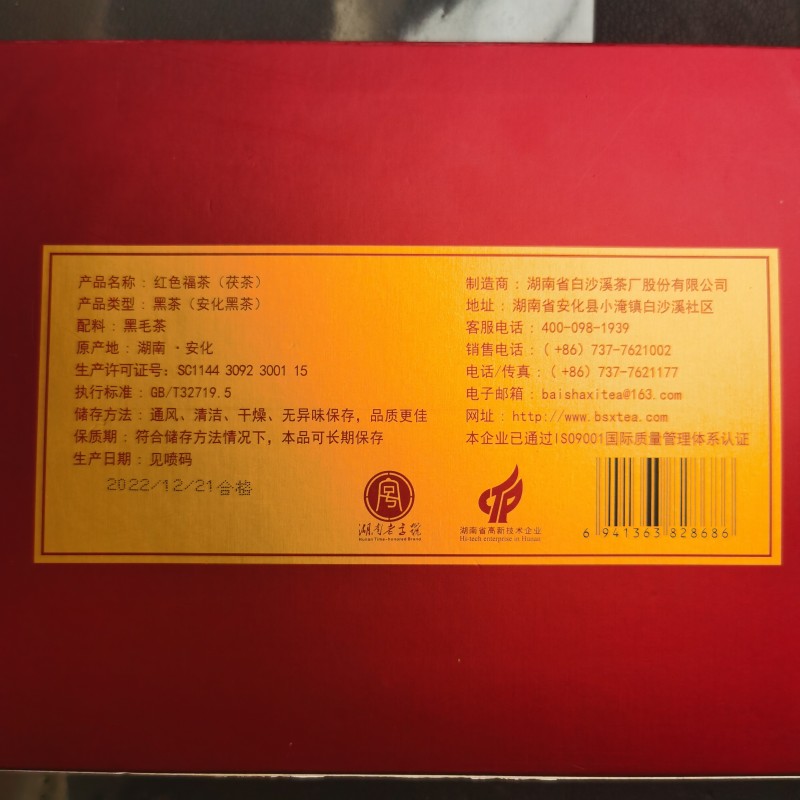 产品名称：红色福茶（茯茶）
产品类型：黑茶（安化黑茶）
配料：黑毛茶
原产地：湖南·安化
生产许可证号：SC1144 3092 3001 15
执行标准：GB/T32719.5
储存方法：通风、清洁、干燥、无异味保存，品质更佳
保质期：符合储存方法情况下，本品可长期保存
生产日期：见喷码
2022/12/21合格
制造商：湖南省白沙溪茶厂股份有限公司
地址：湖南省安化县小淹镇白沙溪社区
客服电话：400-098-1939
销售电话：(+86) 737-7621002
电话/传真：(+86) 737-7621177
电子邮箱：baishaxitea@163.com
网址：http://www.bsxtea.com
本企业已通过ISO9001国际质量管理体系认证
湖南老字号
Hunan Time-honored Brand
湖南省高新技术企业
Hi-tech enterprise in Hunan
6 941363 828686